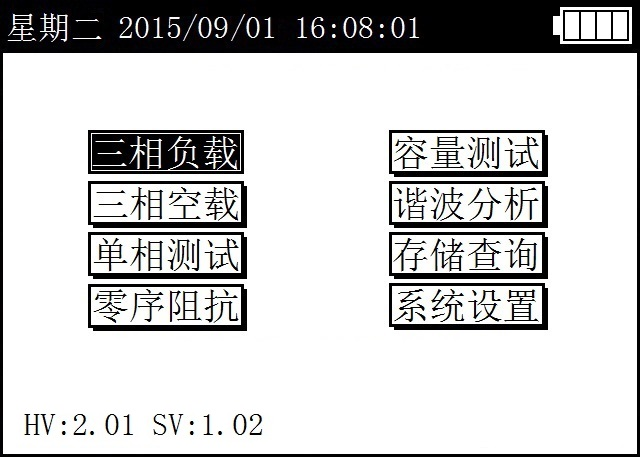 星期二 2015/09/01 16:08:01
三相负载 容量测试
三相空载 谐波分析
单相测试 存储查询
零序阻抗 系统设置
HV:2.01 SV:1.02